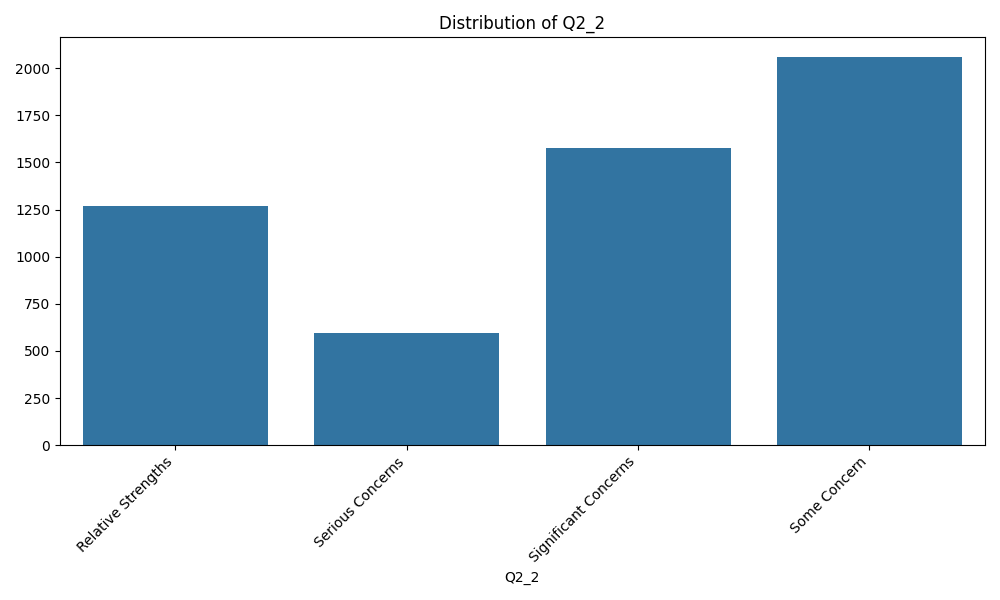 Distribution of Q2_2
2000
1750
1500
1250
1000
750
500
250
0
Relative Strengths
Serious Concerns
Significant Concerns
Some Concern
Q2_2